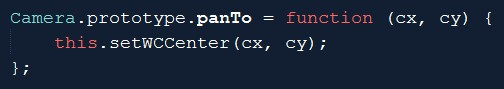 Camera.prototype.panTo = function (cx, cy) {
    this.setWCCenter(cx, cy);
};